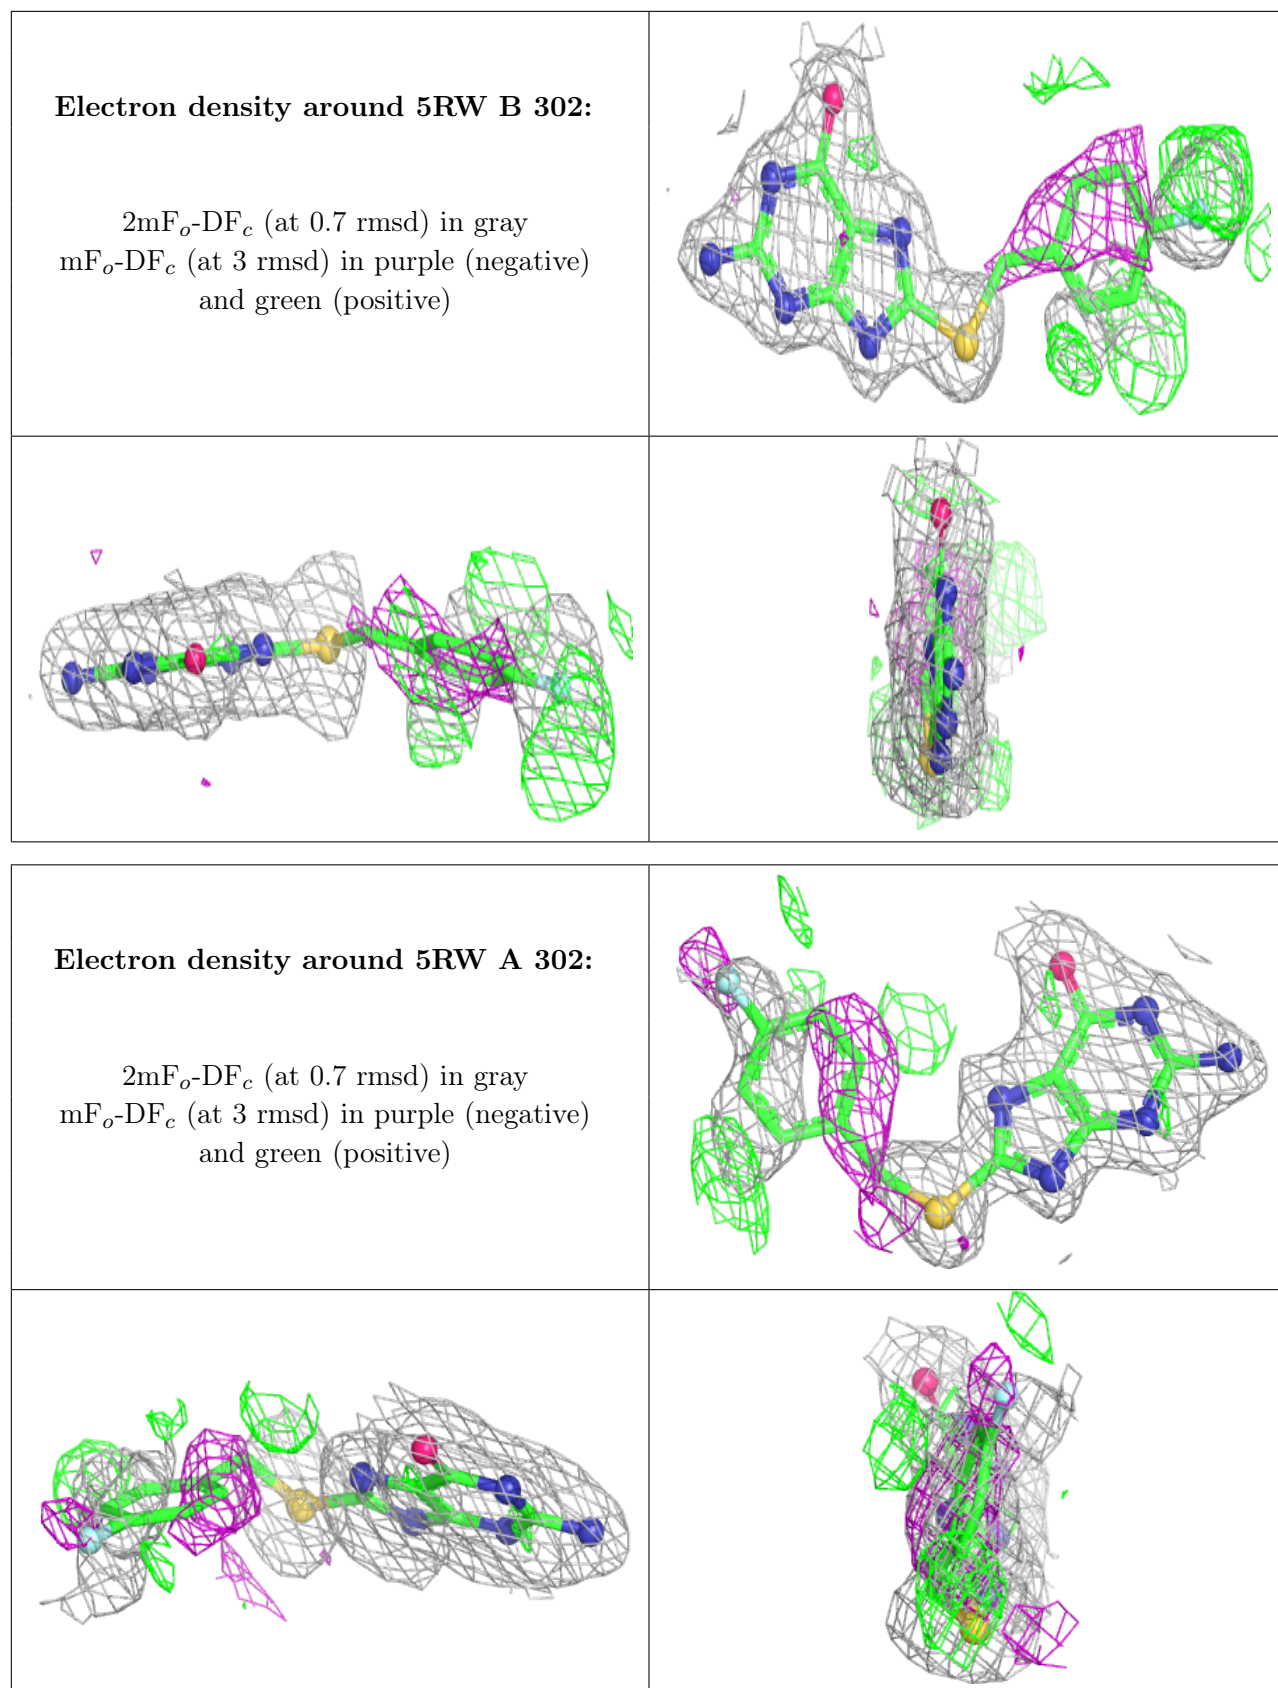 Electron density around 5RW B 302:
2mFo-DFc (at 0.7 rmsd) in gray
mFo-DFc (at 3 rmsd) in purple (negative)
and green (positive)
Electron density around 5RW A 302:
2mFo-DFc (at 0.7 rmsd) in gray
mFo-DFc (at 3 rmsd) in purple (negative)
and green (positive)